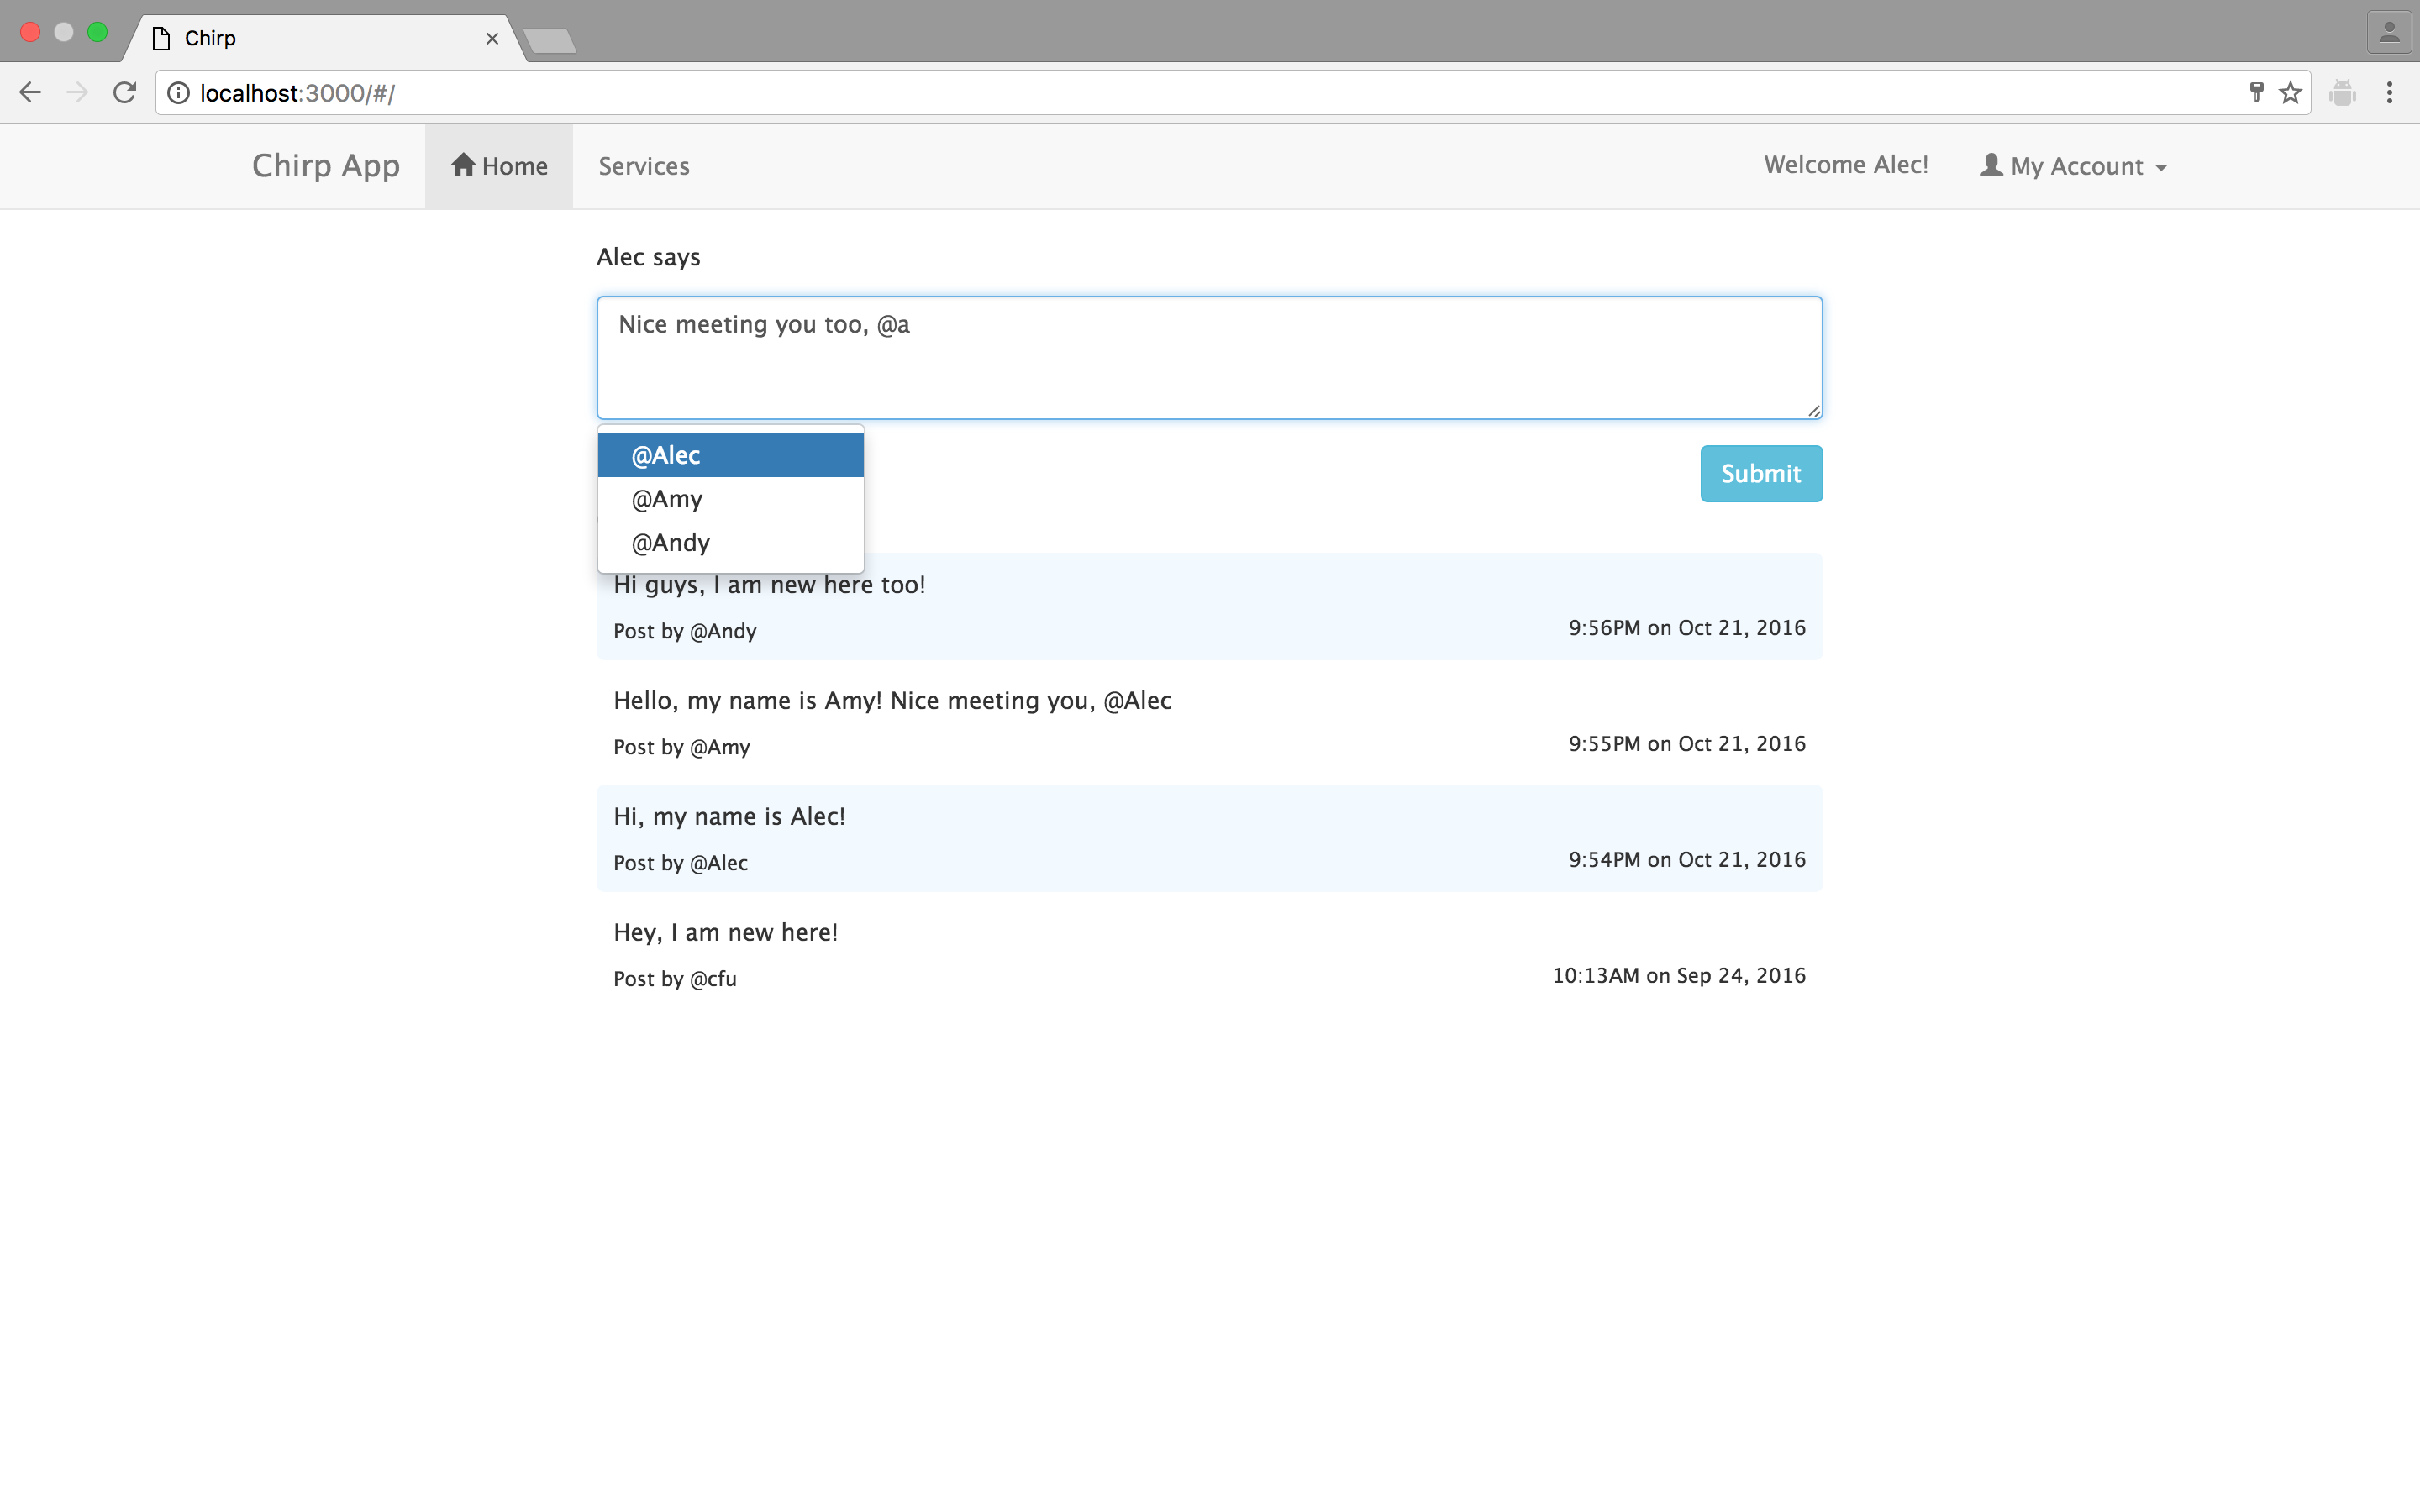 Chirp
localhost:3000/#/
Chirp App Home Services Welcome Alec! My Account
Alec says
Nice meeting you too, @a
@Alec
@Amy
@Andy
Submit
Hi guys, I am new here too!
Post by @Andy 9:56PM on Oct 21, 2016
Hello, my name is Amy! Nice meeting you, @Alec
Post by @Amy 9:55PM on Oct 21, 2016
Hi, my name is Alec!
Post by @Alec 9:54PM on Oct 21, 2016
Hey, I am new here!
Post by @cfu 10:13AM on Sep 24, 2016